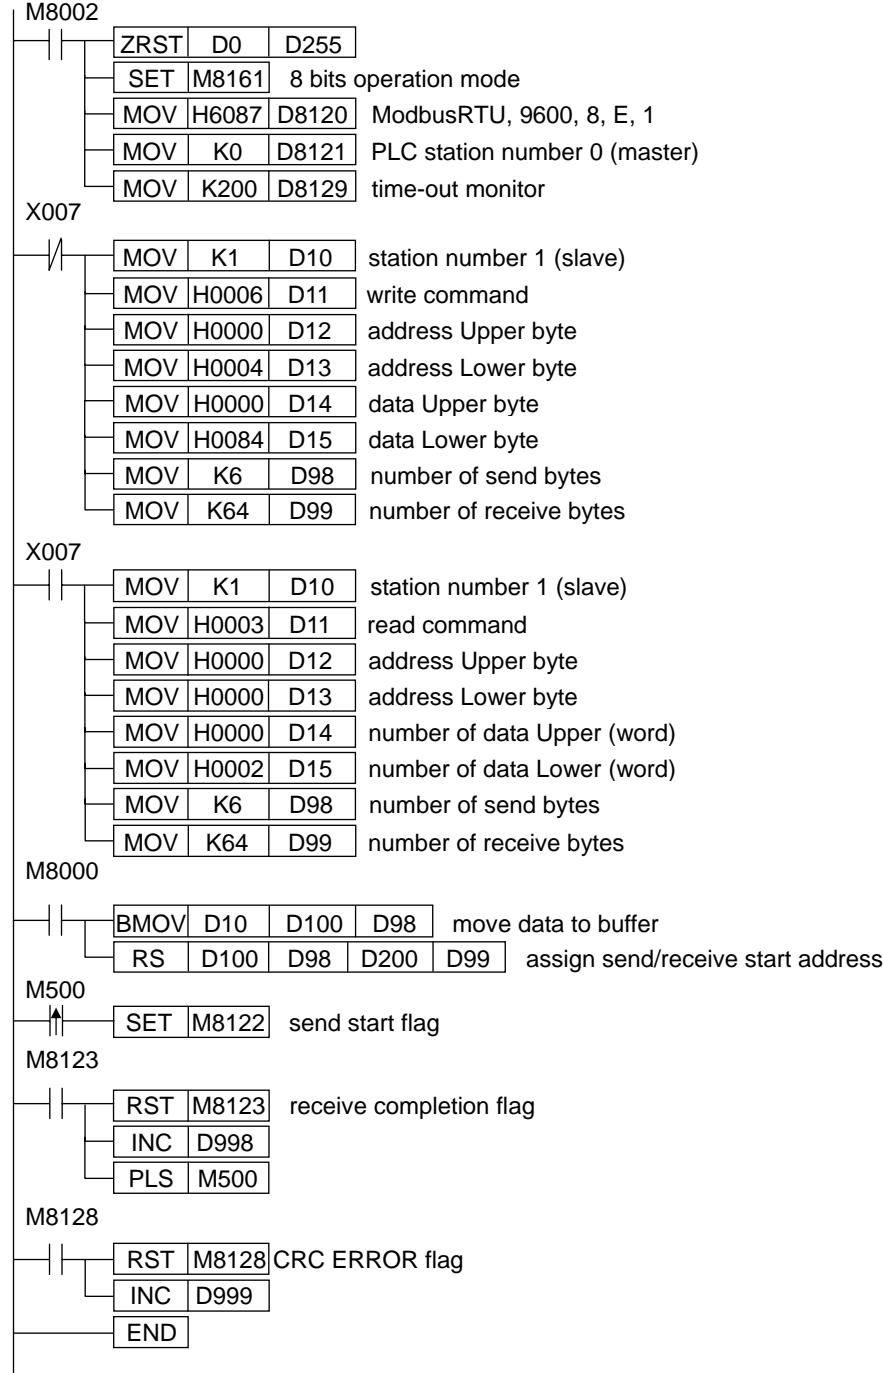 M8002
ZRST D0 D255
SET M8161 8 bits operation mode
MOV H6087 D8120 ModbusRTU, 9600, 8, E, 1
MOV K0 D8121 PLC station number 0 (master)
MOV K200 D8129 time-out monitor
X007
MOV K1 D10 station number 1 (slave)
MOV H0006 D11 write command
MOV H0000 D12 address Upper byte
MOV H0004 D13 address Lower byte
MOV H0000 D14 data Upper byte
MOV H0084 D15 data Lower byte
MOV K6 D98 number of send bytes
MOV K64 D99 number of receive bytes
X007
MOV K1 D10 station number 1 (slave)
MOV H0003 D11 read command
MOV H0000 D12 address Upper byte
MOV H0000 D13 address Lower byte
MOV H0000 D14 number of data Upper (word)
MOV H0002 D15 number of data Lower (word)
MOV K6 D98 number of send bytes
MOV K64 D99 number of receive bytes
M8000
BMOV D10 D100 D98 move data to buffer
RS D100 D98 D200 D99 assign send/receive start address
M500
SET M8122 send start flag
M8123
RST M8123 receive completion flag
INC D998
PLS M500
M8128
RST M8128 CRC ERROR flag
INC D999
END